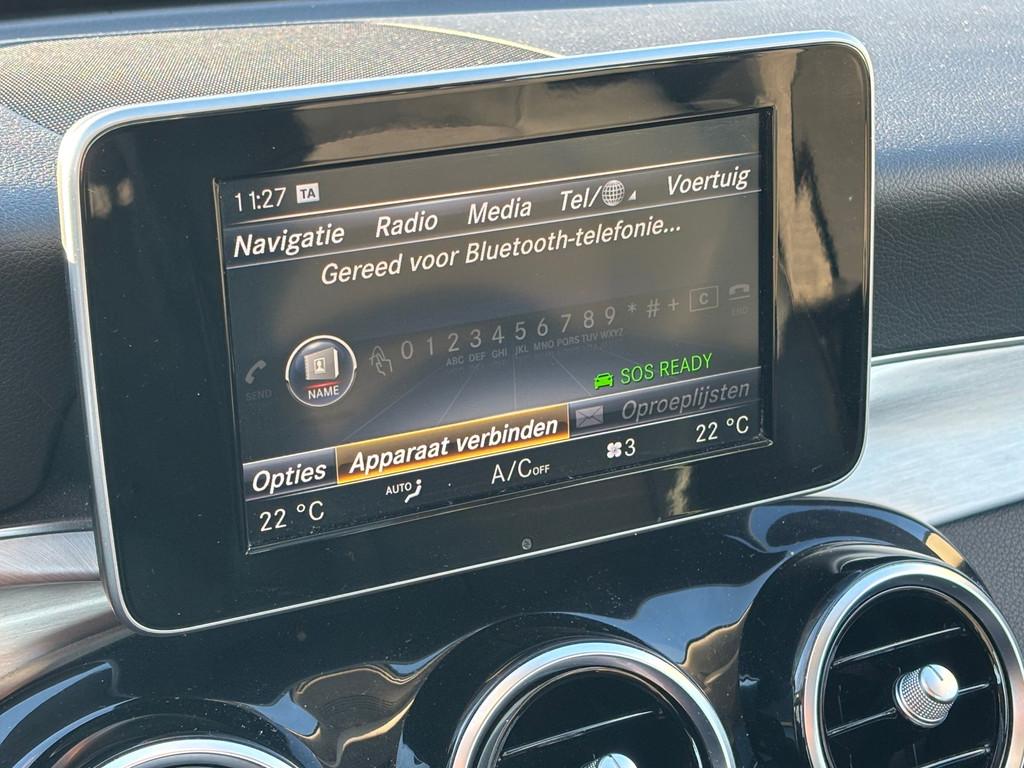 11:27 TA
Navigatie Radio Media Tel/ Voertuig
Gereed voor Bluetooth-telefonie...
SEND NAME 0 1 2 3 4 5 6 7 8 9 * # + C END
ABC DEF GHI JKL MNO PQRS TUV WXYZ
SOS READY
Opties Apparaat verbinden Oproeplijsten
22 °C AUTO A/C OFF 3 22 °C